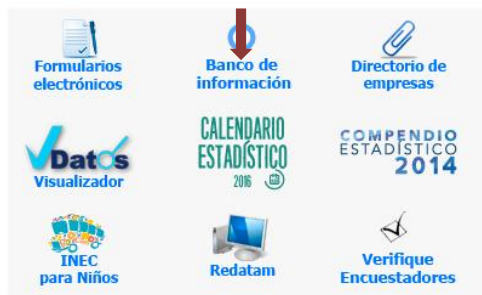 Formularios
electrónicos
Banco de
información
Directorio de
empresas
VDatos
Visualizador
CALENDARIO
ESTADÍSTICO
2016
COMPENDIO
ESTADÍSTICO
2014
INEC
para Niños
Redatam
Verifique
Encuestadores